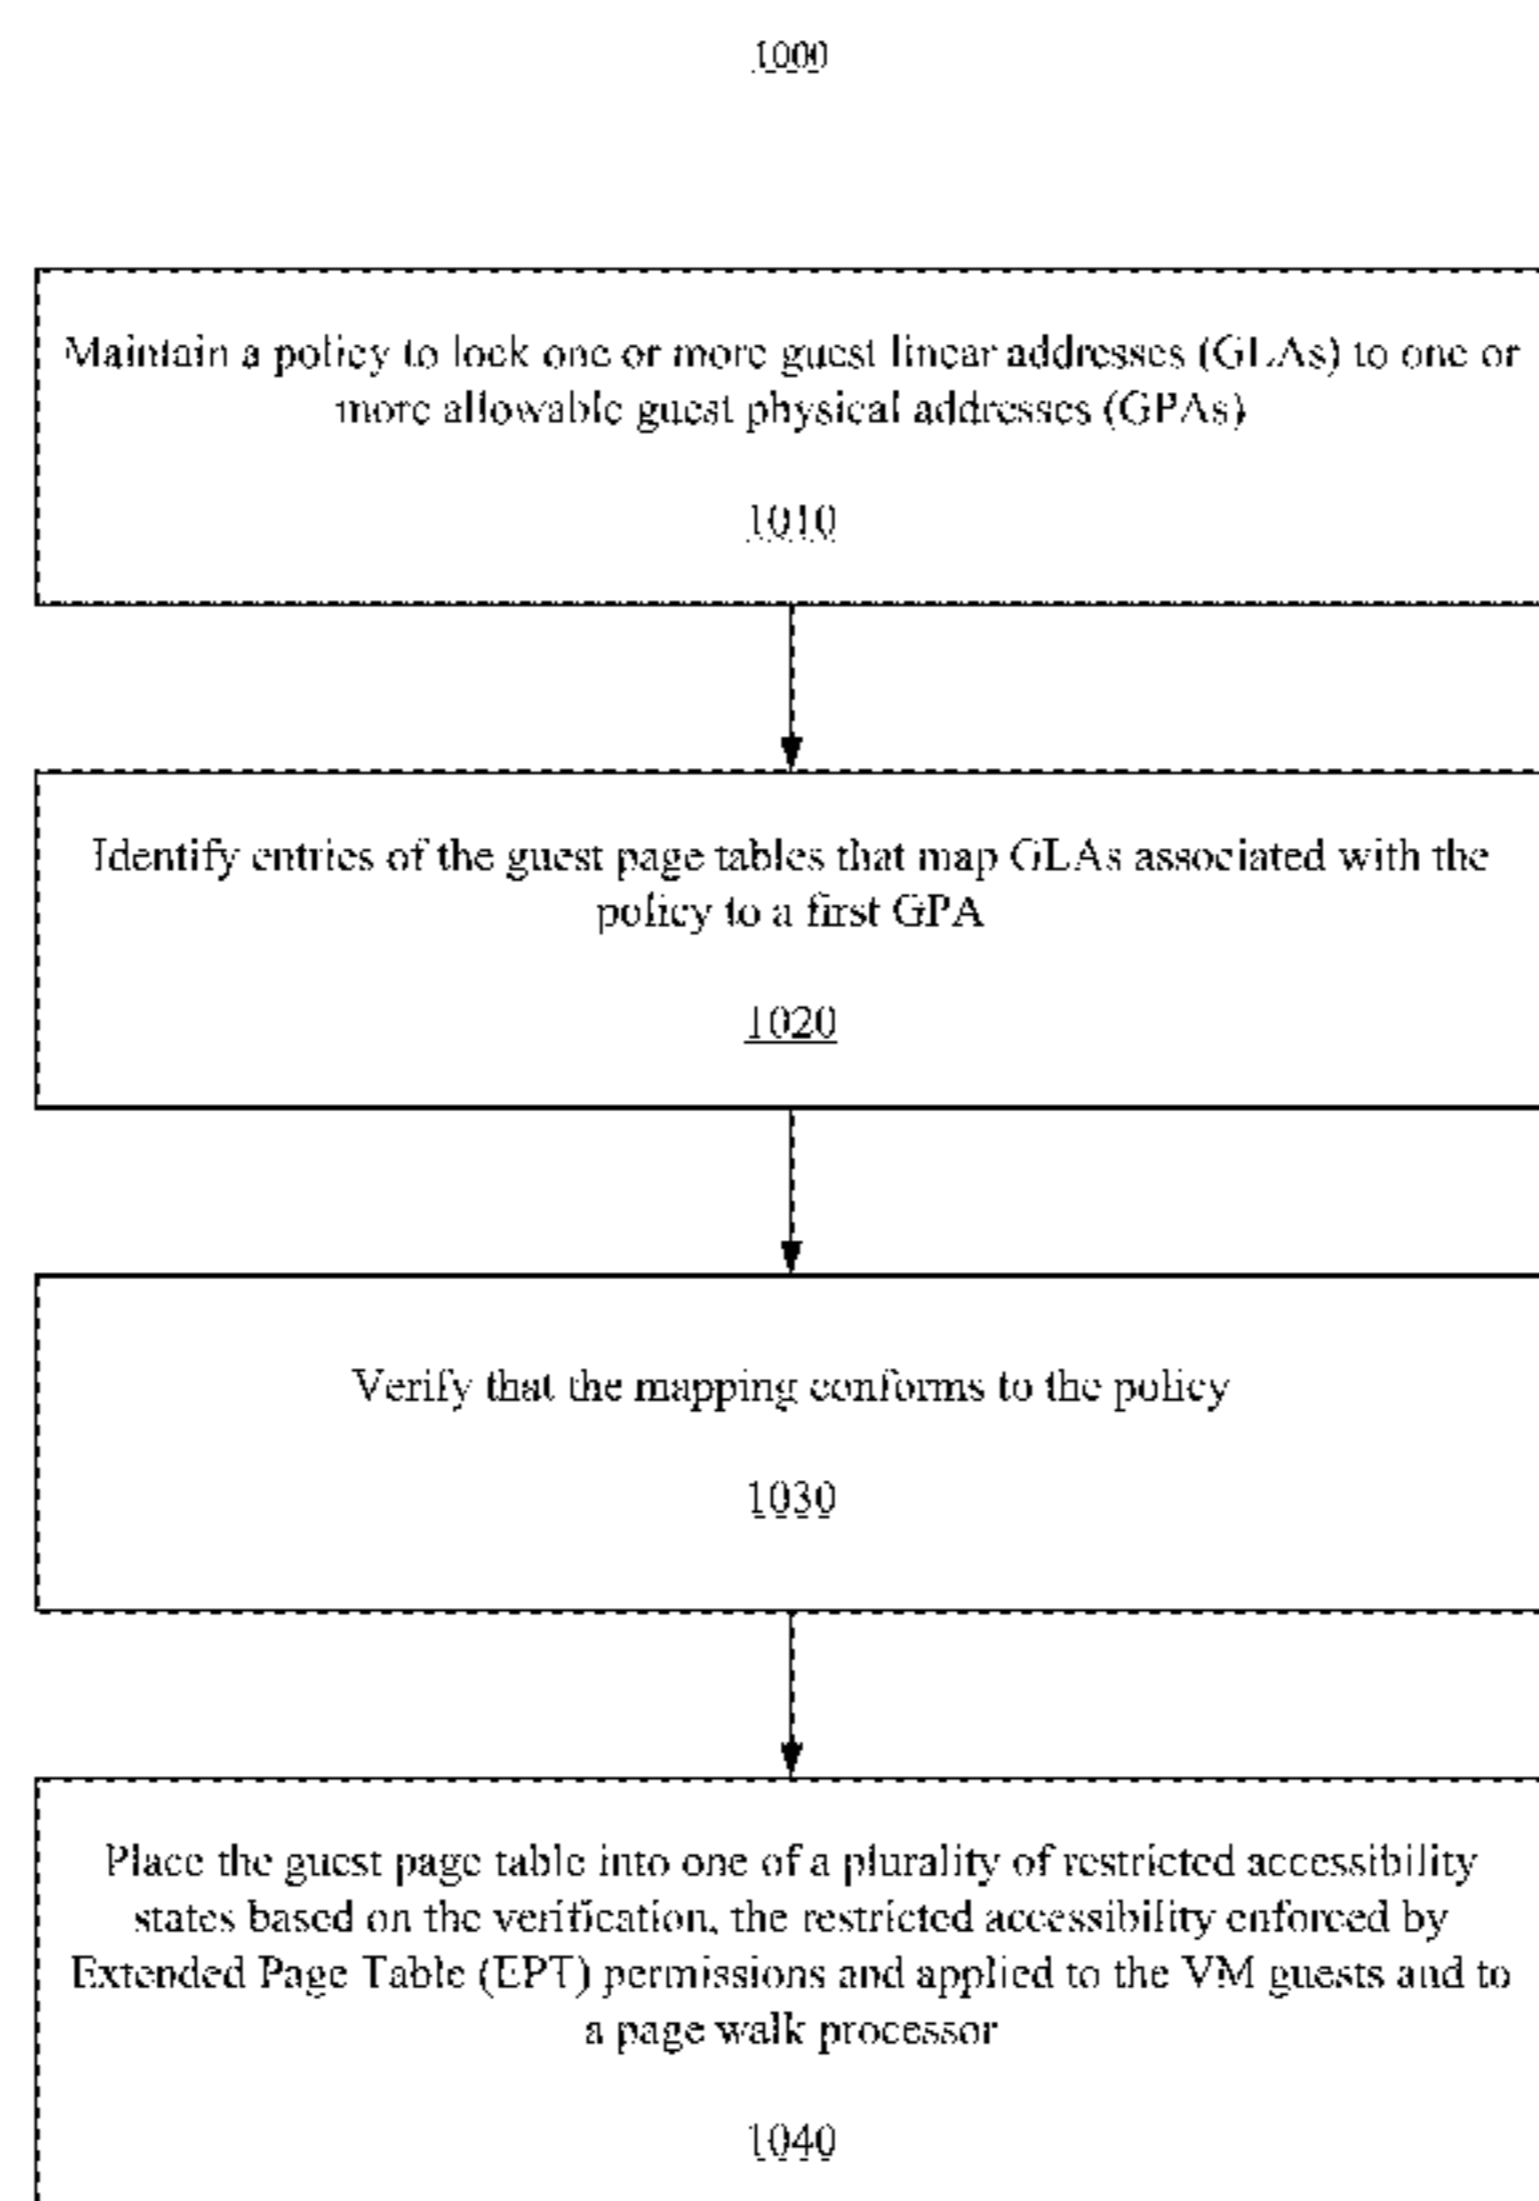 1000
Maintain a policy to lock one or more guest linear addresses (GLAs) to one or
more allowable guest physical addresses (GPAs)
1010
Identify entries of the guest page tables that map GLAs associated with the
policy to a first GPA
1020
Verify that the mapping conforms to the policy
1030
Place the guest page table into one of a plurality of restricted accessibility
states based on the verification, the restricted accessibility enforced by
Extended Page Table (EPT) permissions and applied to the VM guests and to
a page walk processor
1040